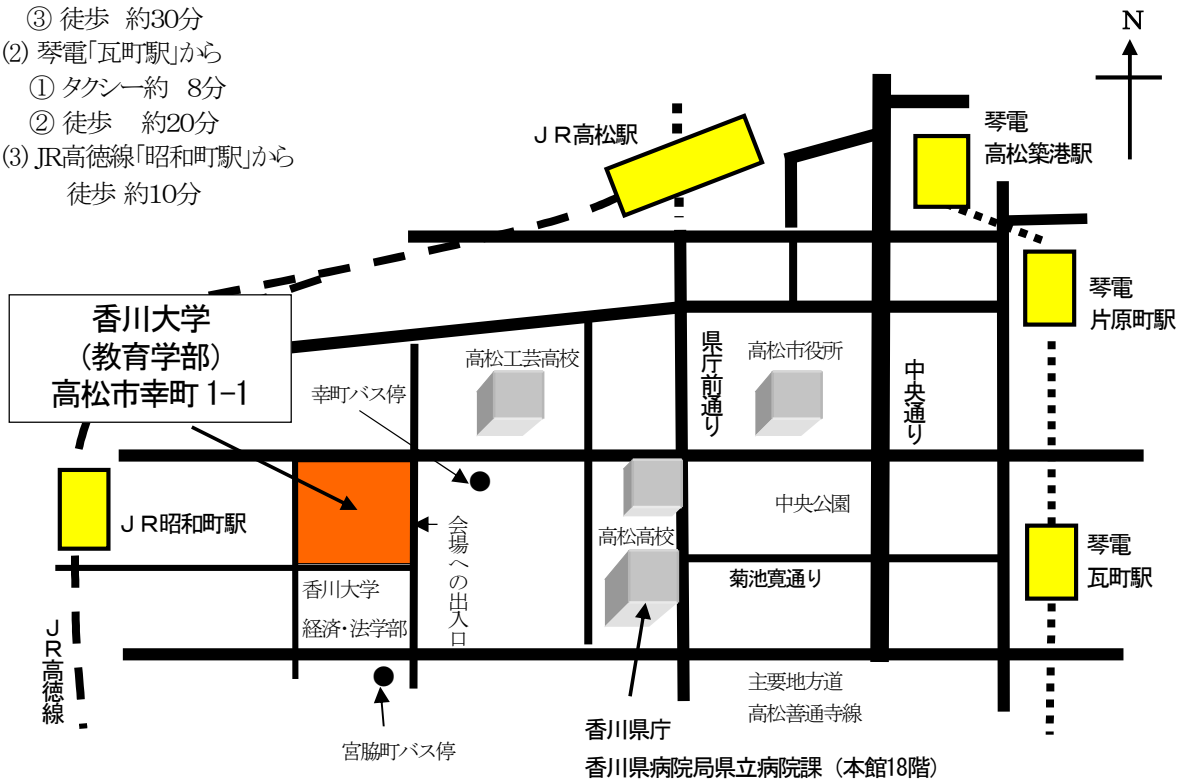 ③ 徒歩 約30分
(2) 琴電「瓦町駅」から
① タクシー約 8分
② 徒歩 約20分
(3) JR高徳線「昭和町駅」から
徒歩 約10分
N
JR高松駅
琴電
高松築港駅
香川大学
(教育学部)
高松市幸町 1-1
琴電
片原町駅
高松工芸高校
県庁前通り
高松市役所
中央通り
幸町バス停
JR昭和町駅
会場への出入口
高松高校
中央公園
菊池寛通り
琴電
瓦町駅
香川大学
経済・法学部
JR高徳線
主要地方道
高松善通寺線
宮脇町バス停
香川県庁
香川県病院局県立病院課(本館18階)